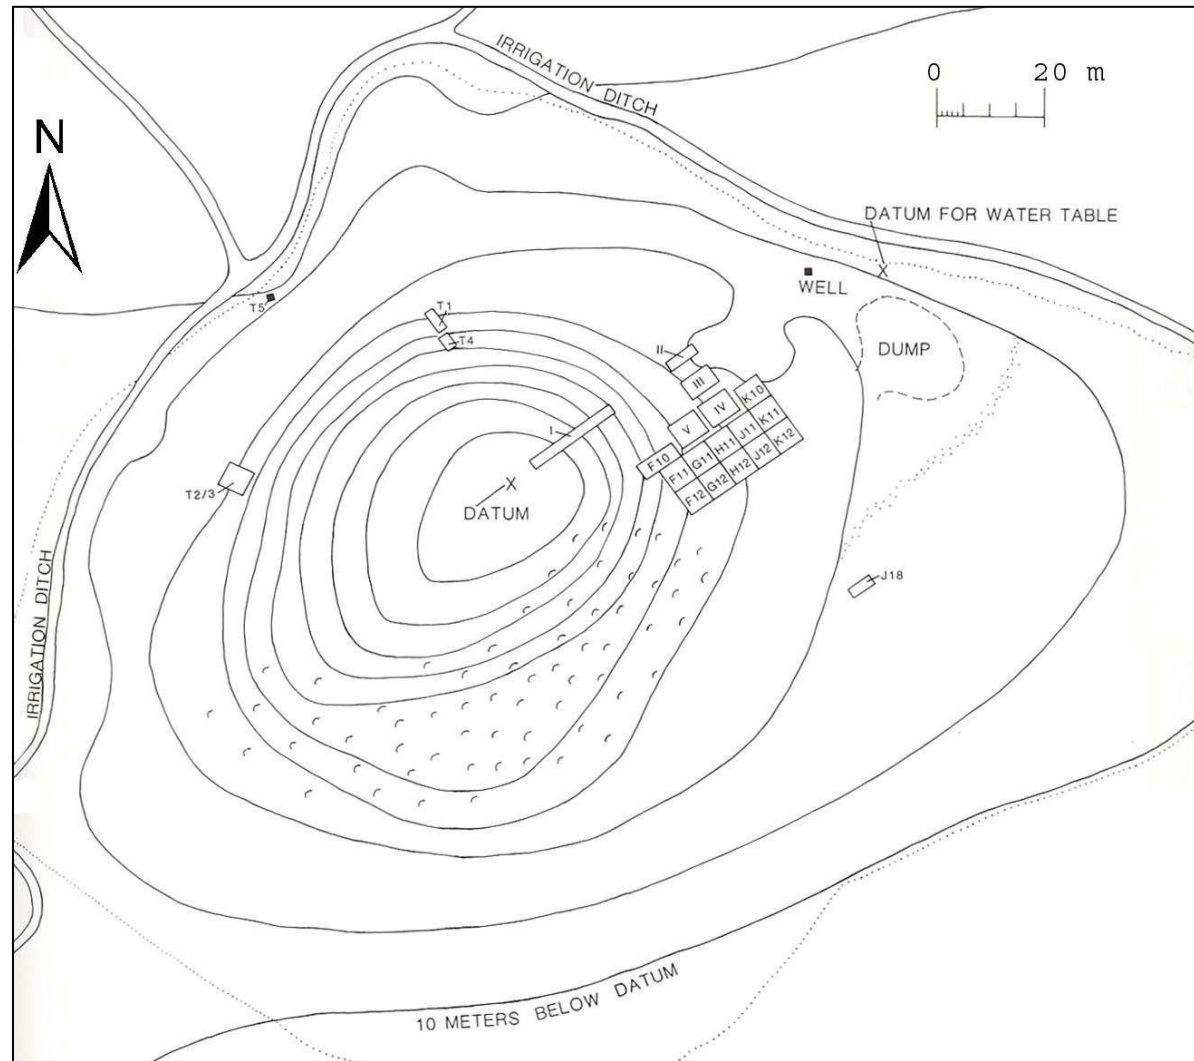 IRRIGATION DITCH
0 20 m
N
DATUM FOR WATER TABLE
WELL
T5
T1
T4
DUMP
II
III
IV
V
K10
I
F10
F11
G11
H11
J11
K11
F12
G12
H12
J12
K12
T2/3
DATUM
J18
IRRIGATION DITCH
10 METERS BELOW DATUM